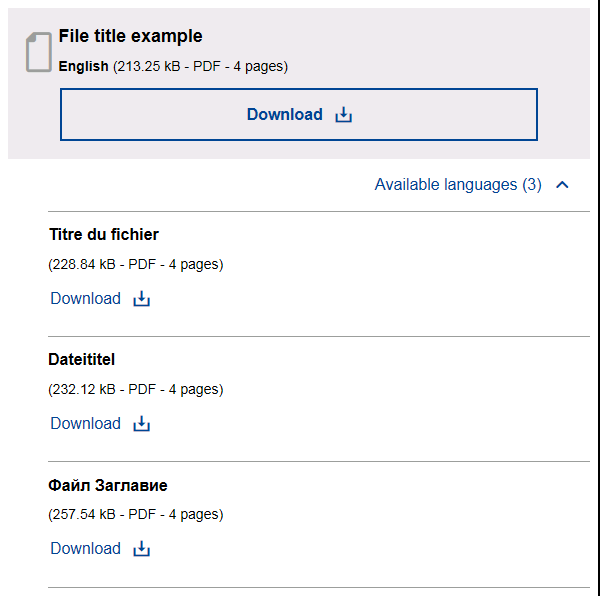 File title example
English (213.25 kB - PDF - 4 pages)
Download
Available languages (3)
Titre du fichier
(228.84 kB - PDF - 4 pages)
Download
Dateititel
(232.12 kB - PDF - 4 pages)
Download
Файл Заглавие
(257.54 kB - PDF - 4 pages)
Download